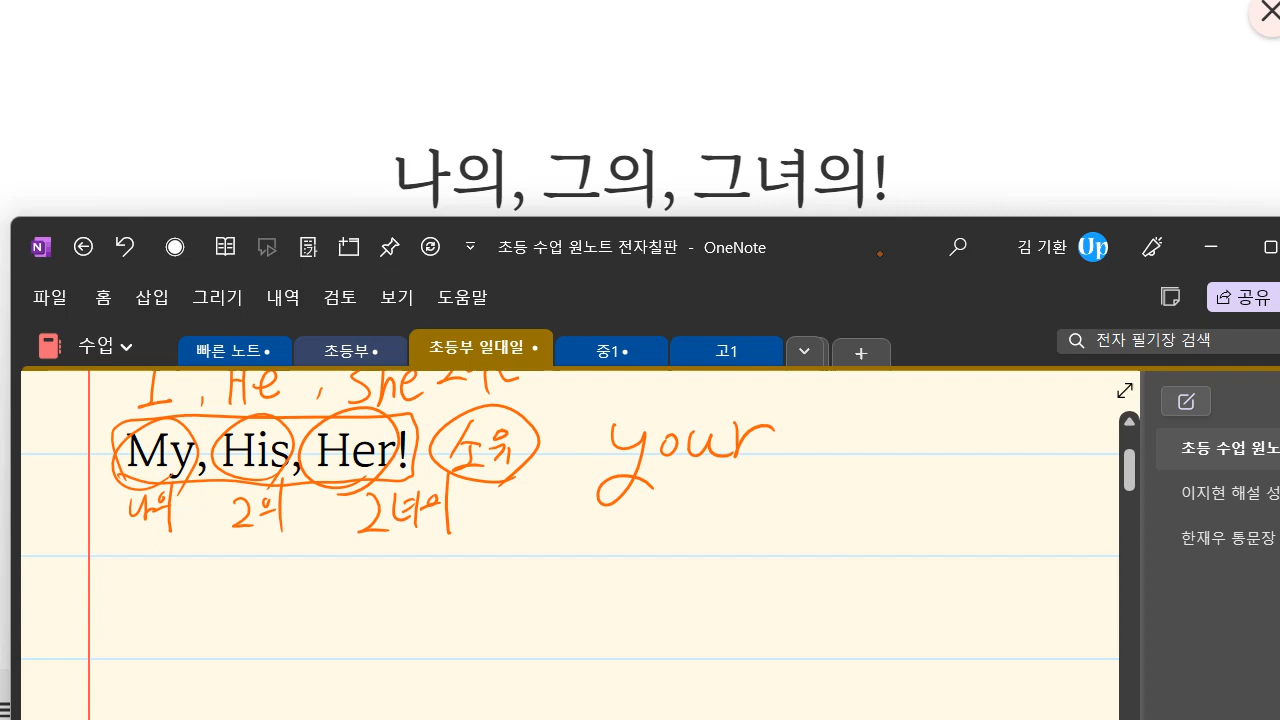 나의, 그의, 그녀의!
초등 수업 원노트 전자칠판 - OneNote
김 기환
Up
파일 홈 삽입 그리기 내역 검토 보기 도움말
공유
수업
빠른 노트
초등부
초등부 일대일
중1
고1
전자 필기장 검색
I, He, She
My, His, Her!
소유
your
나의 그의 그녀의
초등 수업 원노
이지현 해설 성
한재우 통문장